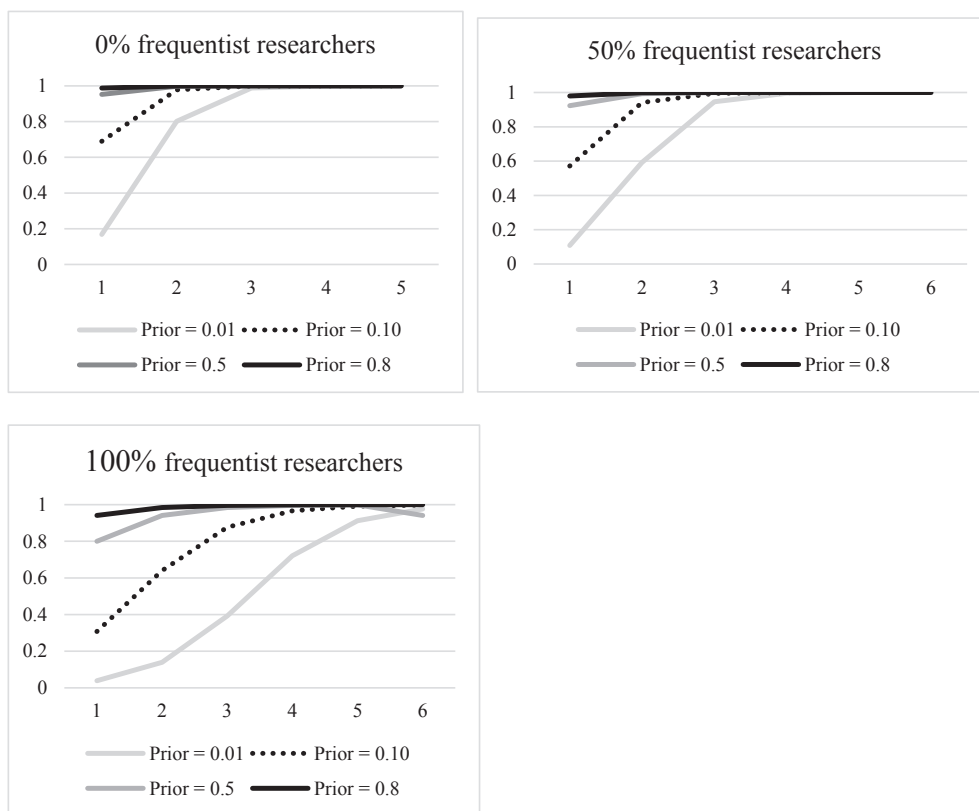 0% frequentist researchers
1
0.8
0.6
0.4
0.2
0
1 2 3 4 5
Prior = 0.01 Prior = 0.10
Prior = 0.5 Prior = 0.8
50% frequentist researchers
1
0.8
0.6
0.4
0.2
0
1 2 3 4 5 6
Prior = 0.01 Prior = 0.10
Prior = 0.5 Prior = 0.8
100% frequentist researchers
1
0.8
0.6
0.4
0.2
0
1 2 3 4 5 6
Prior = 0.01 Prior = 0.10
Prior = 0.5 Prior = 0.8